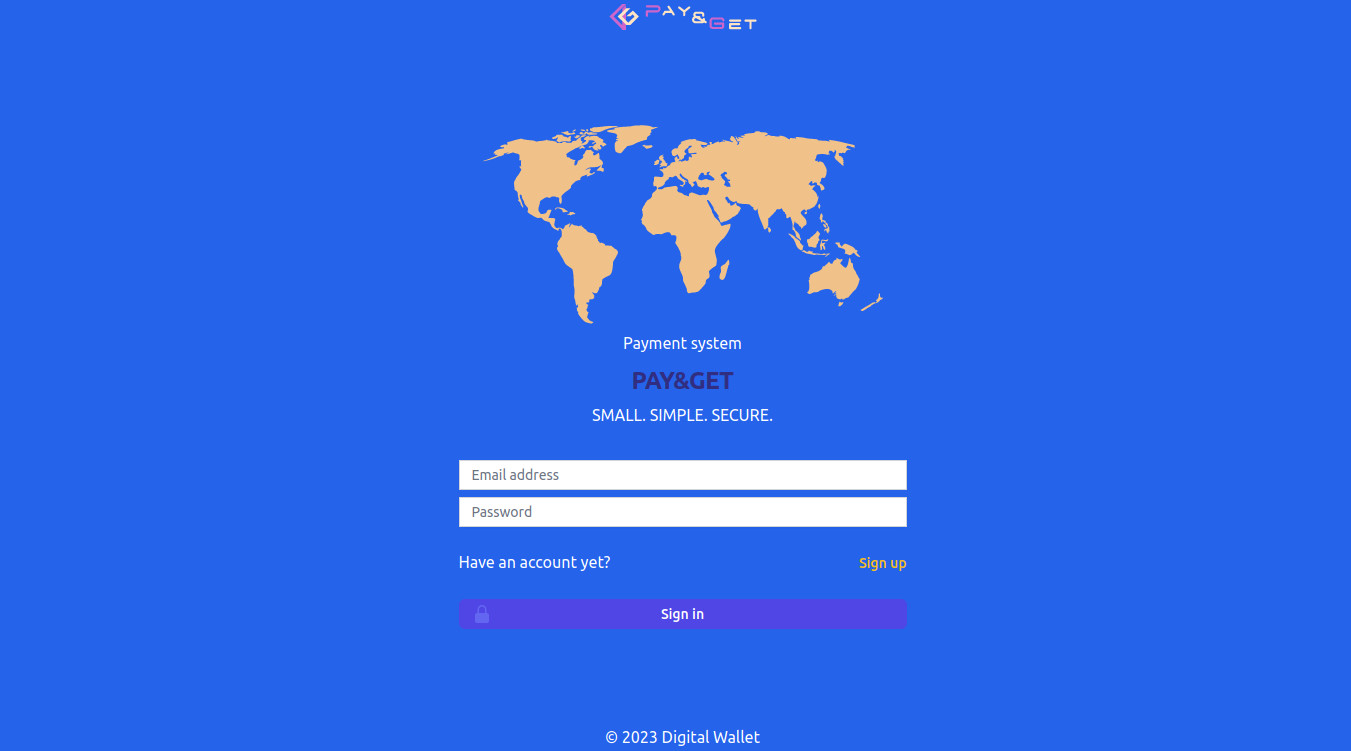 PAY&GET
Payment system
PAY&GET
SMALL. SIMPLE. SECURE.
Email address
Password
Have an account yet? Sign up
Sign in
© 2023 Digital Wallet